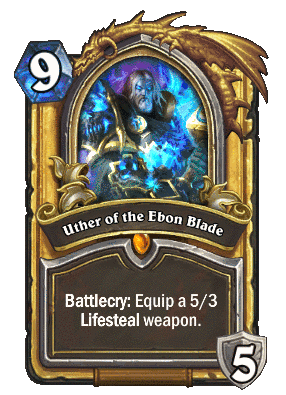 9
Uther of the Ebon Blade
Battlecry: Equip a 5/3
Lifesteal weapon.
5